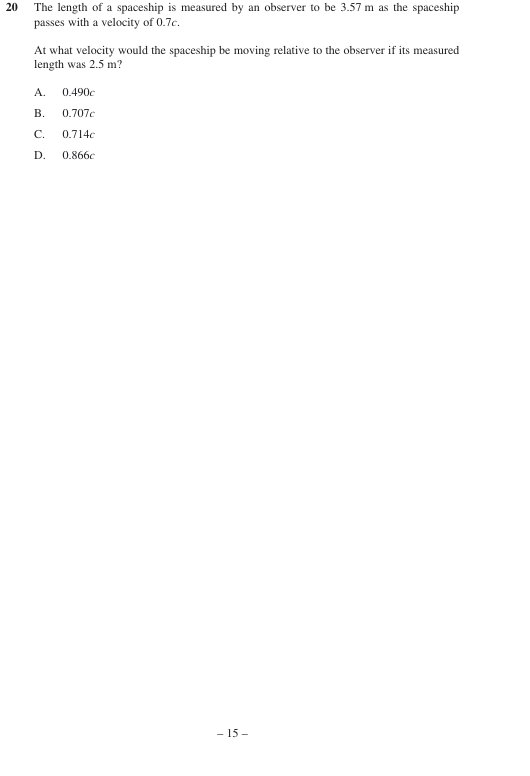 20 The length of a spaceship is measured by an observer to be 3.57 m as the spaceship
passes with a velocity of 0.7c.
At what velocity would the spaceship be moving relative to the observer if its measured
length was 2.5 m?
A. 0.490c
B. 0.707c
C. 0.714c
D. 0.866c
– 15 –